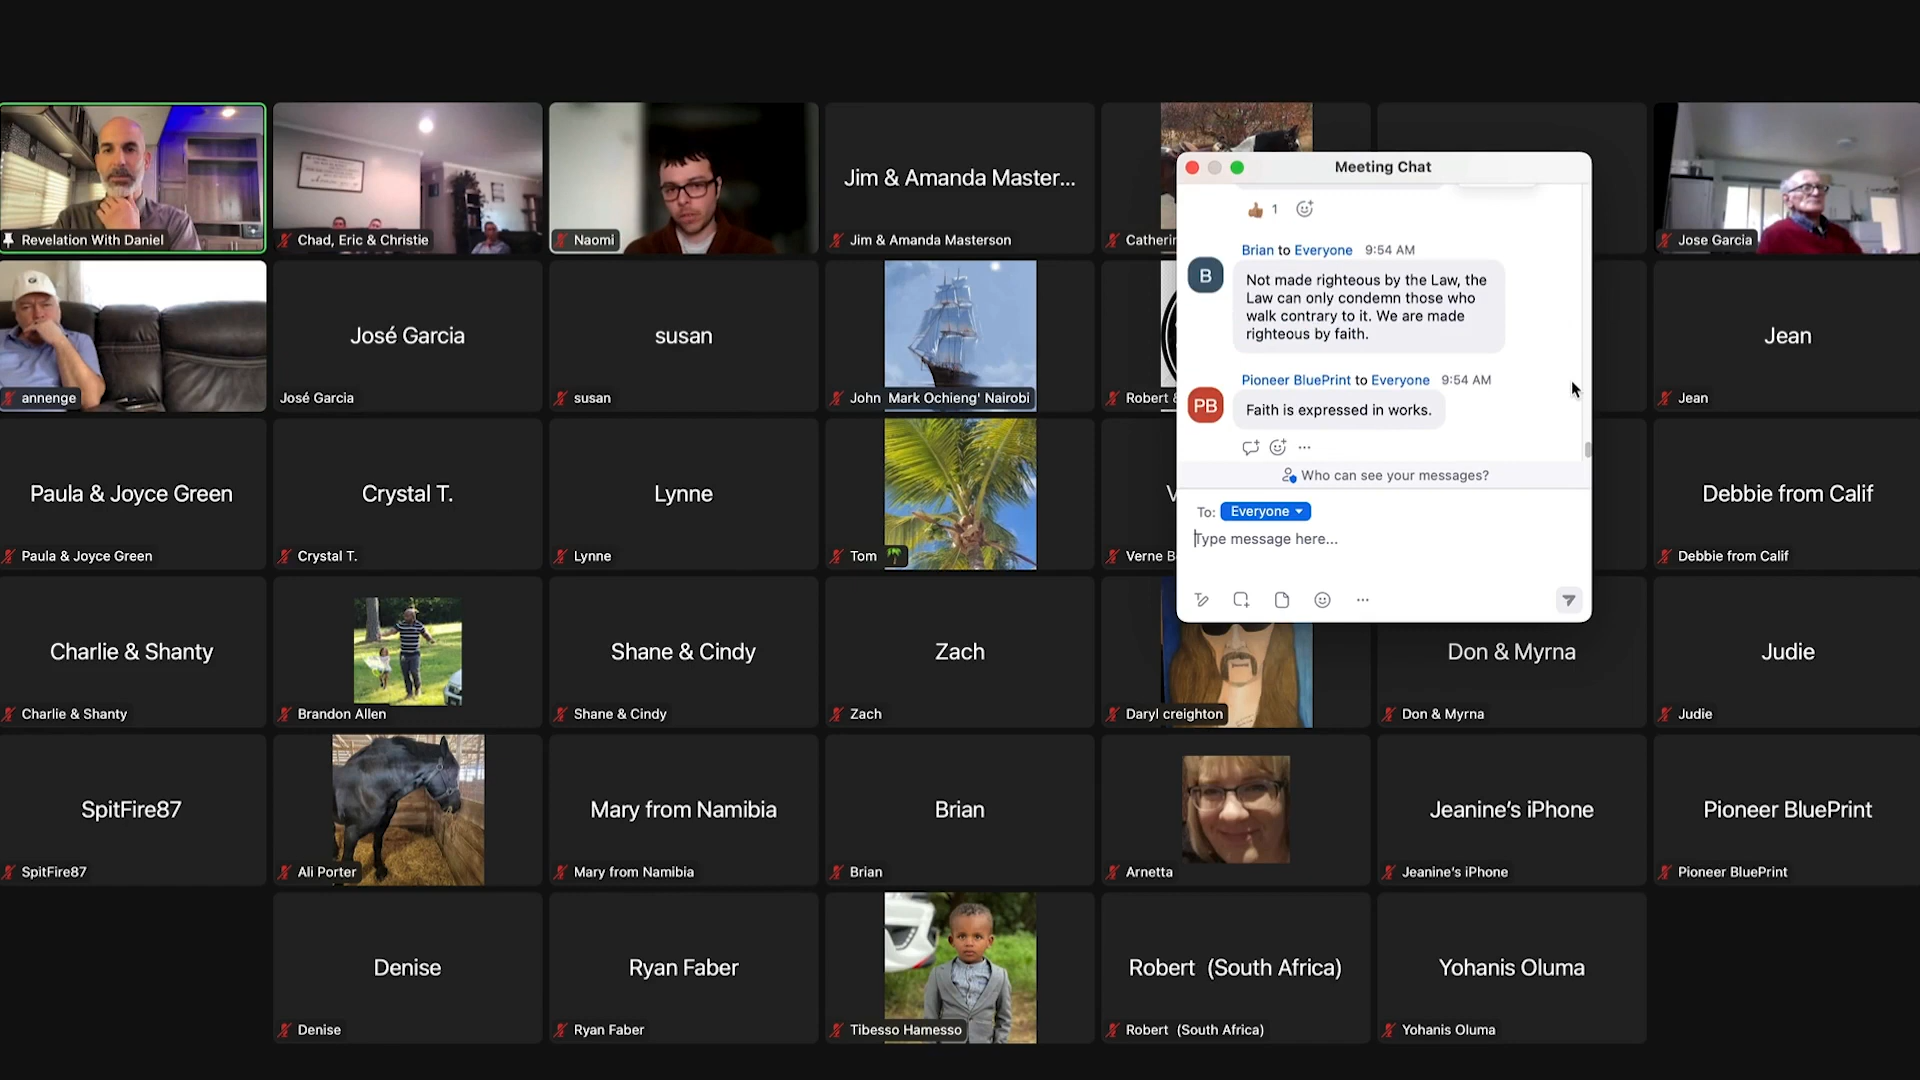 Revelation With Daniel
Chad, Eric & Christie
Naomi
Jim & Amanda Master...
Jim & Amanda Masterson
Jose Garcia
Meeting Chat
1
Brian to Everyone 9:54 AM
B
Not made righteous by the Law, the
Law can only condemn those who
walk contrary to it. We are made
righteous by faith.
Pioneer BluePrint to Everyone 9:54 AM
PB
Faith is expressed in works.
Who can see your messages?
To: Everyone
Type message here...
annenge
José Garcia
José Garcia
susan
susan
John Mark Ochieng' Nairobi
Robert
Jean
Jean
Paula & Joyce Green
Paula & Joyce Green
Crystal T.
Crystal T.
Lynne
Lynne
Tom
Verne
Debbie from Calif
Debbie from Calif
Charlie & Shanty
Charlie & Shanty
Brandon Allen
Shane & Cindy
Shane & Cindy
Zach
Zach
Daryl creighton
Don & Myrna
Don & Myrna
Judie
Judie
SpitFire87
SpitFire87
Ali Porter
Mary from Namibia
Mary from Namibia
Brian
Brian
Arnetta
Jeanine’s iPhone
Jeanine’s iPhone
Pioneer BluePrint
Pioneer BluePrint
Denise
Denise
Ryan Faber
Ryan Faber
Tibesso Hamesso
Robert (South Africa)
Robert (South Africa)
Yohanis Oluma
Yohanis Oluma